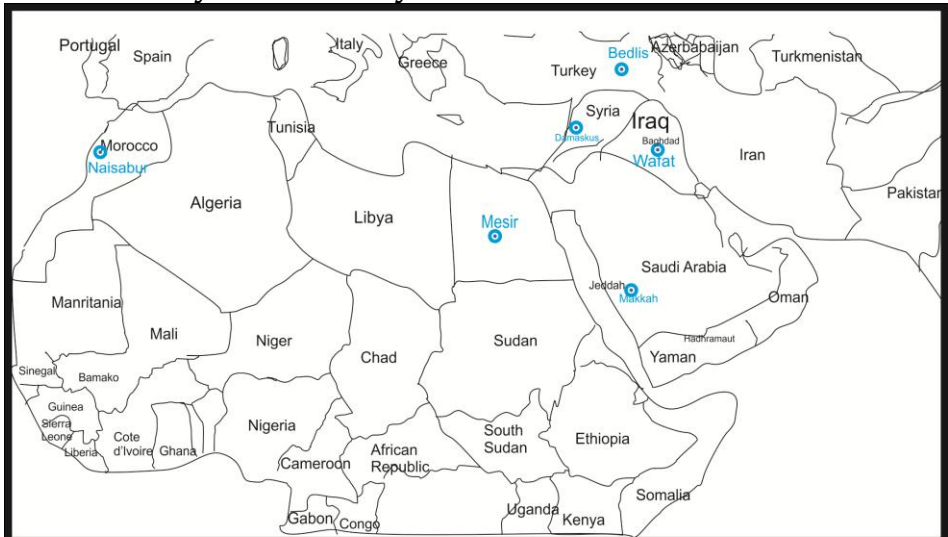 Portugal
Spain
Italy
Greece
Turkey
Bedlis
Azerbabaijan
Turkmenistan
Morocco
Naisabur
Tunisia
Syria
Damaskus
Iraq
Baghdad
Wafat
Iran
Pakistan
Algeria
Libya
Mesir
Saudi Arabia
Jeddah
Makkah
Oman
Manritania
Mali
Niger
Chad
Sudan
Hadhramaut
Yaman
Sinegal
Bamako
Guinea
Sierra
Leone
Liberia
Cote
d'Ivoire
Ghana
Nigeria
Cameroon
African
Republic
South
Sudan
Ethiopia
Gabon
Congo
Uganda
Kenya
Somalia